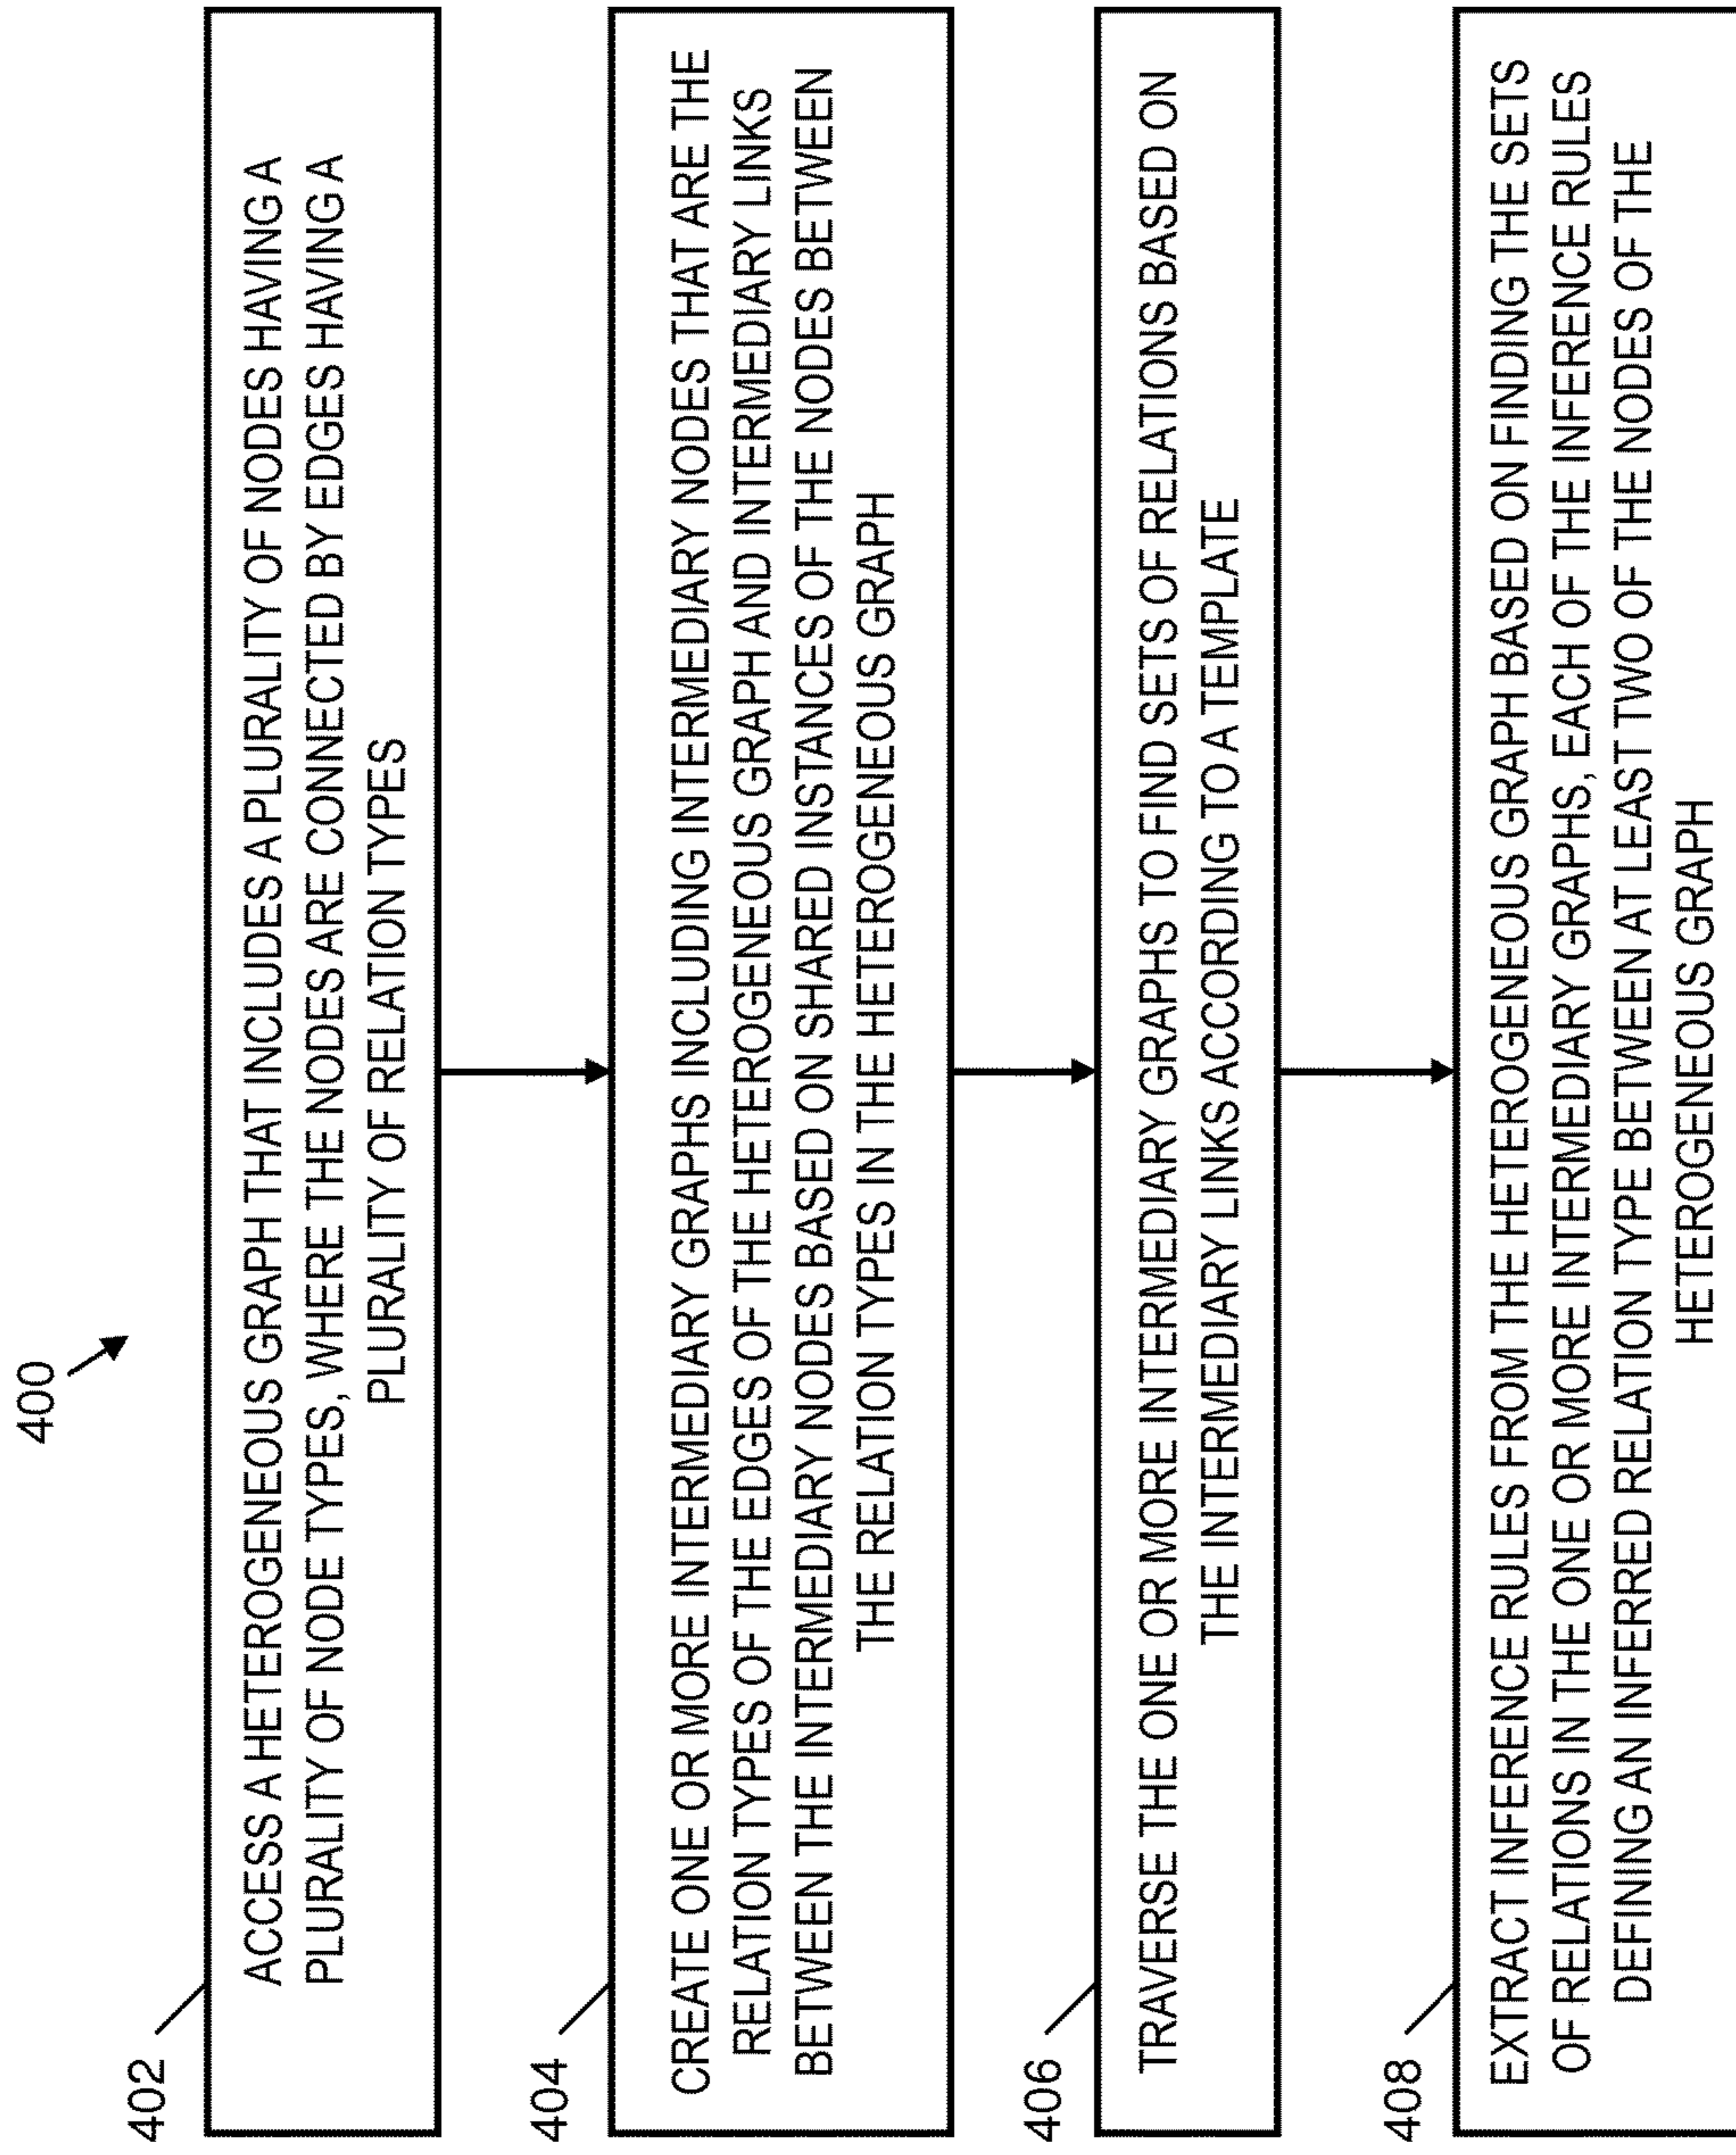 400
402
ACCESS A HETEROGENEOUS GRAPH THAT INCLUDES A PLURALITY OF NODES HAVING A
PLURALITY OF NODE TYPES, WHERE THE NODES ARE CONNECTED BY EDGES HAVING A
PLURALITY OF RELATION TYPES
404
CREATE ONE OR MORE INTERMEDIARY GRAPHS INCLUDING INTERMEDIARY NODES THAT ARE THE
RELATION TYPES OF THE EDGES OF THE HETEROGENEOUS GRAPH AND INTERMEDIARY LINKS
BETWEEN THE INTERMEDIARY NODES BASED ON SHARED INSTANCES OF THE NODES BETWEEN
THE RELATION TYPES IN THE HETEROGENEOUS GRAPH
406
TRAVERSE THE ONE OR MORE INTERMEDIARY GRAPHS TO FIND SETS OF RELATIONS BASED ON
THE INTERMEDIARY LINKS ACCORDING TO A TEMPLATE
408
EXTRACT INFERENCE RULES FROM THE HETEROGENEOUS GRAPH BASED ON FINDING THE SETS
OF RELATIONS IN THE ONE OR MORE INTERMEDIARY GRAPHS, EACH OF THE INFERENCE RULES
DEFINING AN INFERRED RELATION TYPE BETWEEN AT LEAST TWO OF THE NODES OF THE
HETEROGENEOUS GRAPH